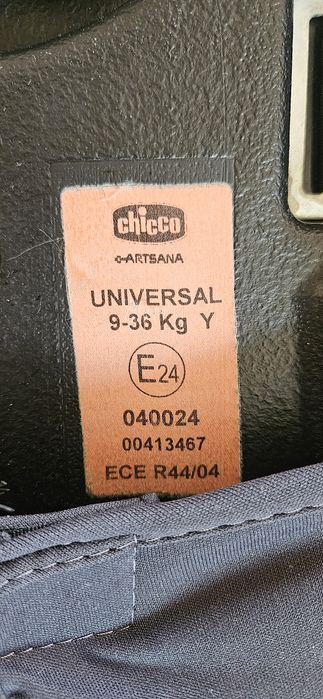 chicco
ARTSANA
UNIVERSAL
9-36 Kg Y
E24
040024
00413467
ECE R44/04